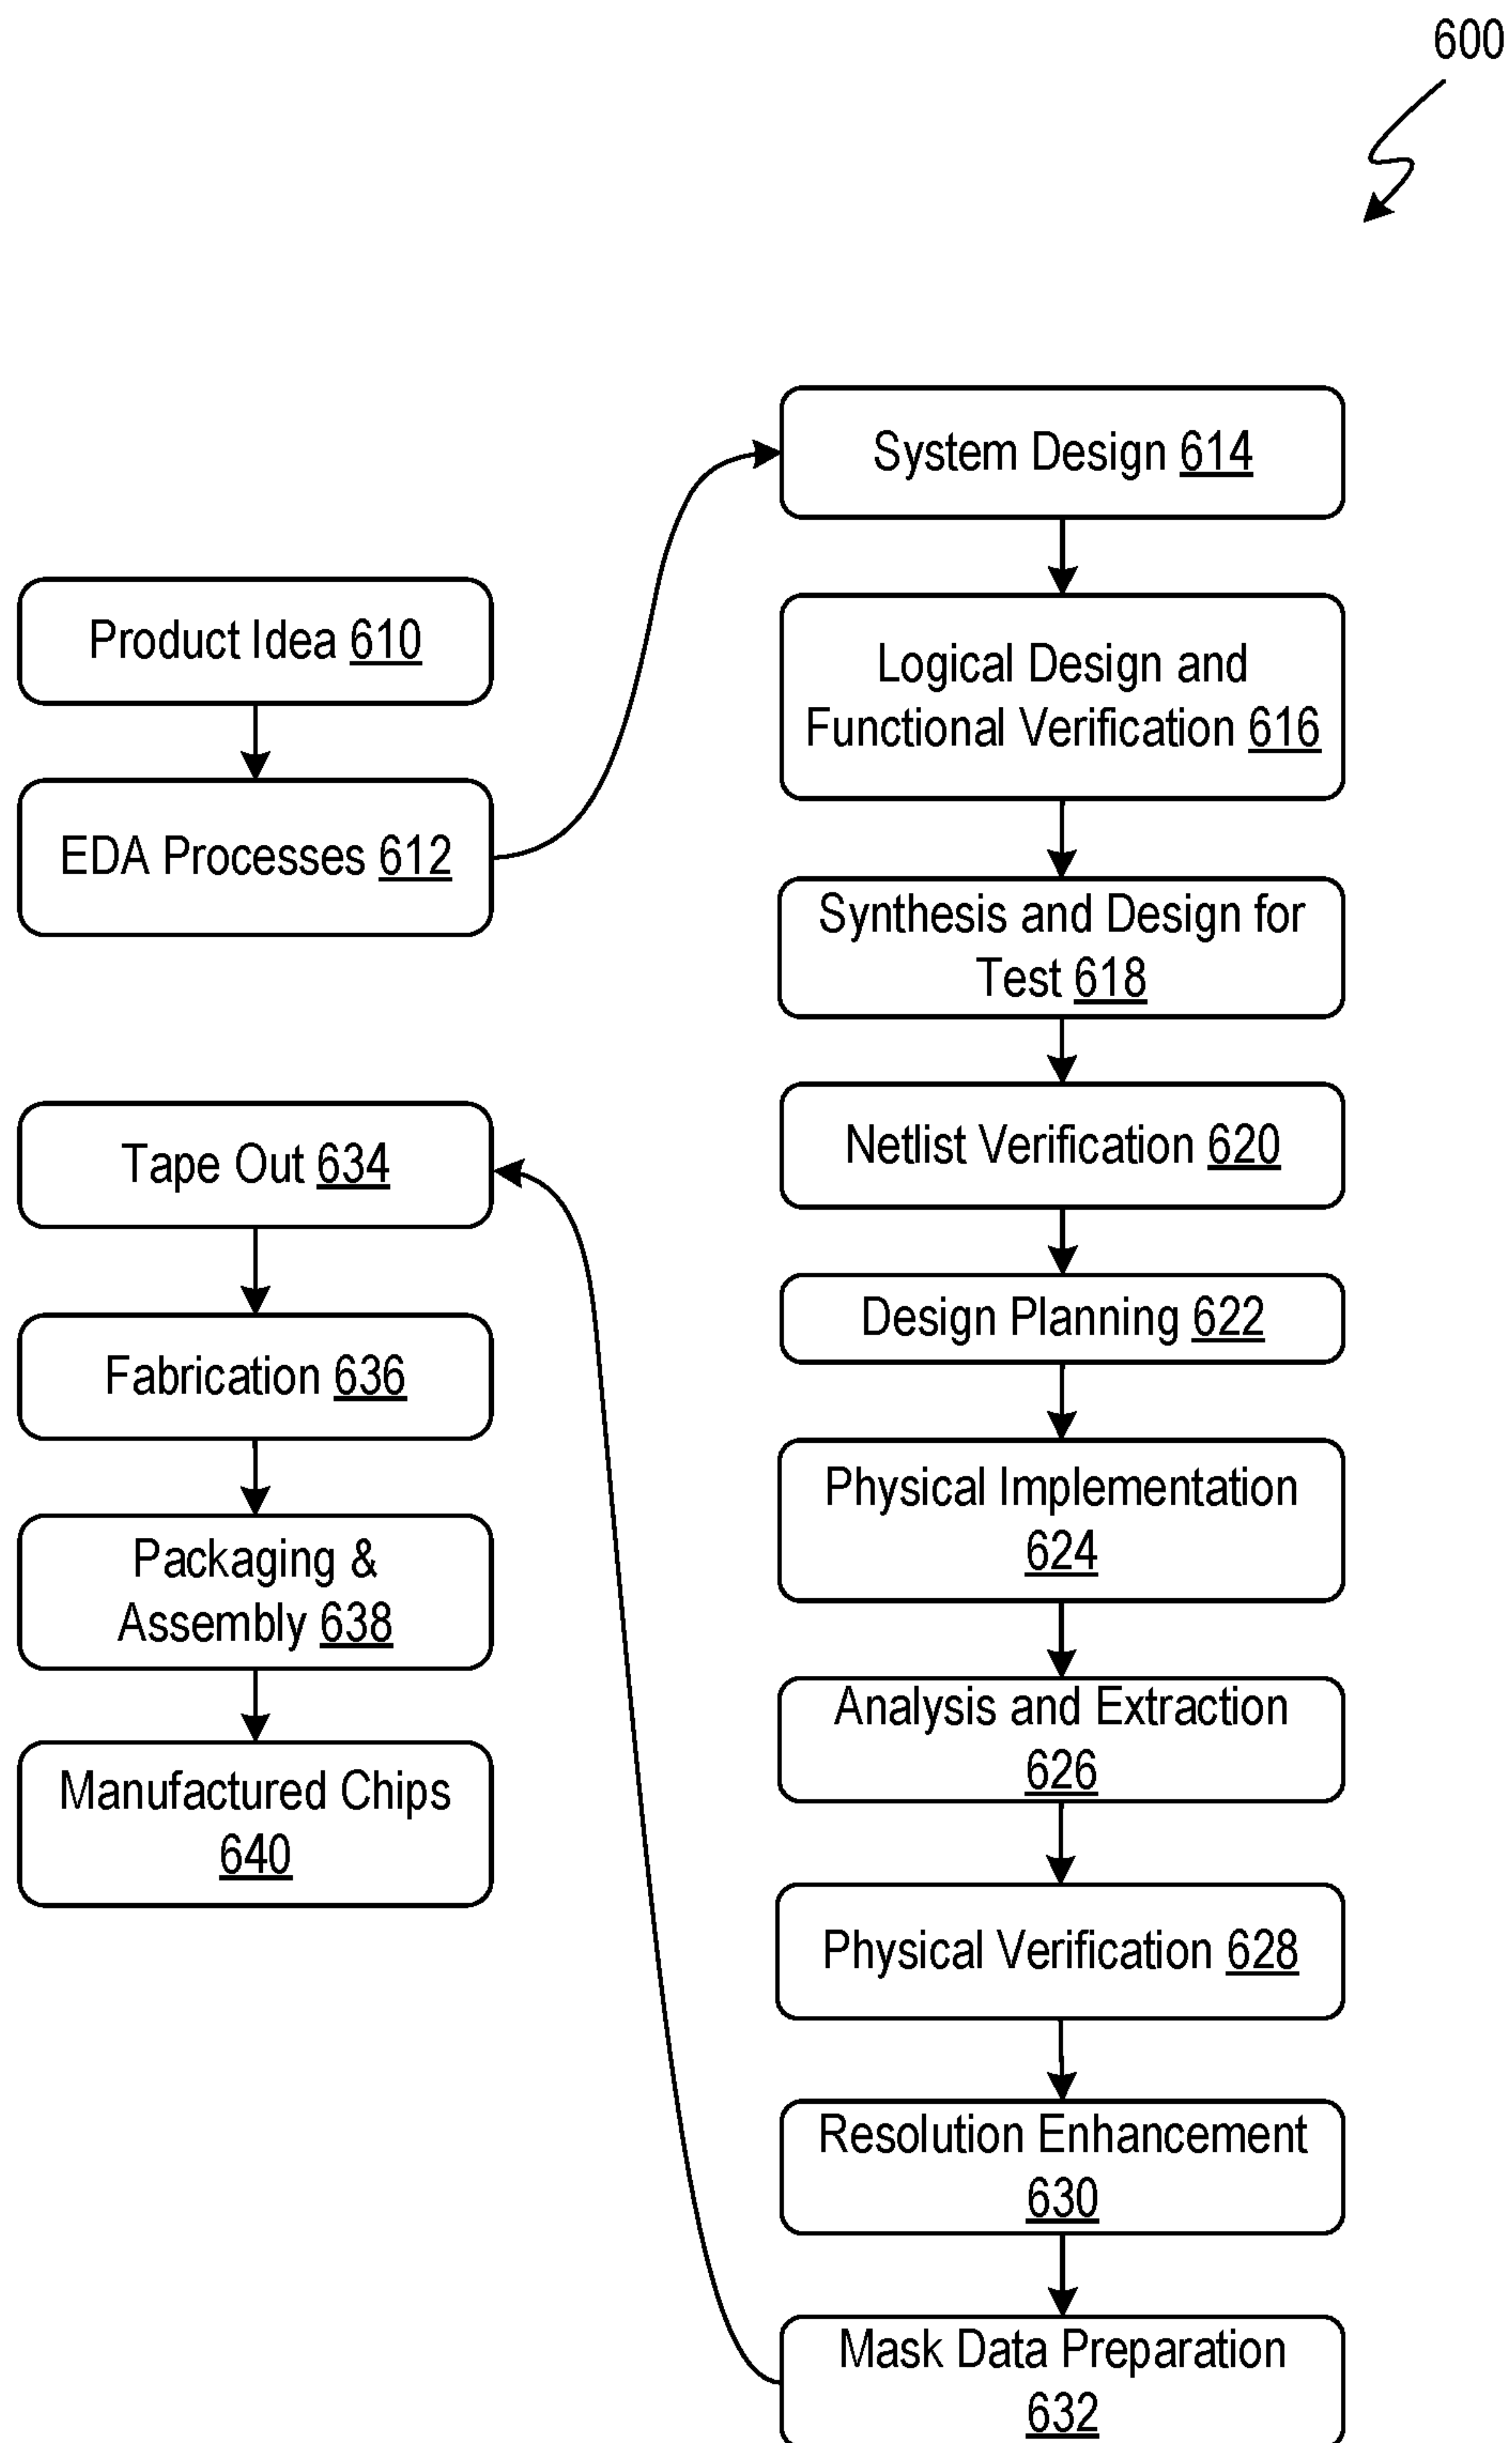 600
Product Idea 610
EDA Processes 612
System Design 614
Logical Design and
Functional Verification 616
Synthesis and Design for
Test 618
Netlist Verification 620
Design Planning 622
Physical Implementation
624
Analysis and Extraction
626
Physical Verification 628
Resolution Enhancement
630
Mask Data Preparation
632
Tape Out 634
Fabrication 636
Packaging &
Assembly 638
Manufactured Chips
640